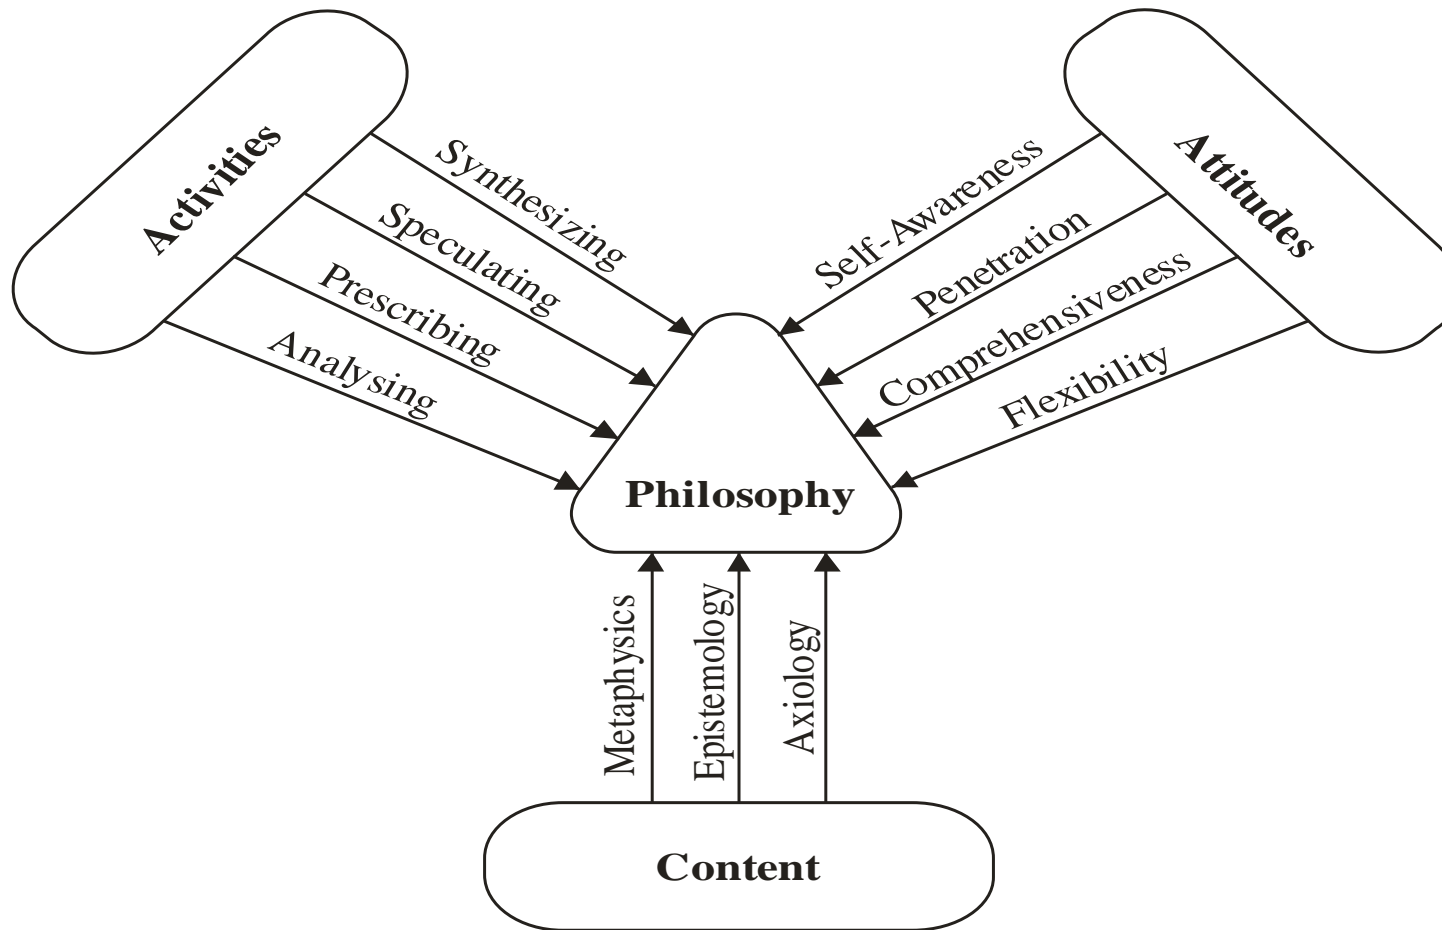 Activities
Synthesizing
Speculating
Prescribing
Analysing
Attitudes
Self-Awareness
Penetration
Comprehensiveness
Flexibility
Philosophy
Metaphysics
Epistemology
Axiology
Content